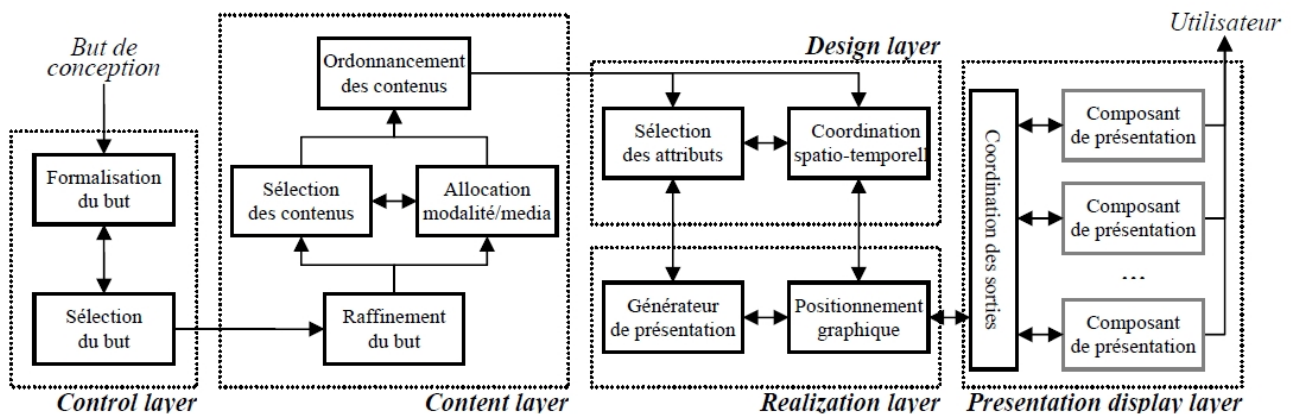 But de
conception
Formalisation
du but
Sélection
du but
Control layer
Ordonnancement
des contenus
Sélection
des contenus
Allocation
modalité/media
Raffinement
du but
Content layer
Design layer
Sélection
des attributs
Coordination
spatio-temporell
Générateur
de présentation
Positionnement
graphique
Realization layer
Utilisateur
Coordination des sorties
Composant
de présentation
Composant
de présentation
...
Composant
de présentation
Presentation display layer